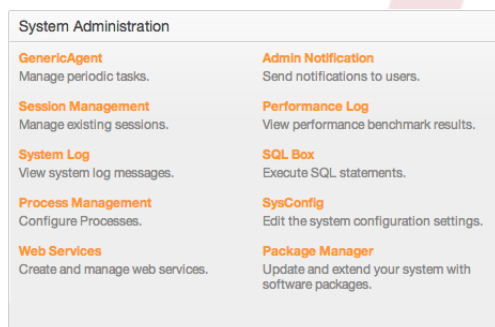 System Administration
GenericAgent
Manage periodic tasks.
Admin Notification
Send notifications to users.
Session Management
Manage existing sessions.
Performance Log
View performance benchmark results.
System Log
View system log messages.
SQL Box
Execute SQL statements.
Process Management
Configure Processes.
SysConfig
Edit the system configuration settings.
Web Services
Create and manage web services.
Package Manager
Update and extend your system with
software packages.